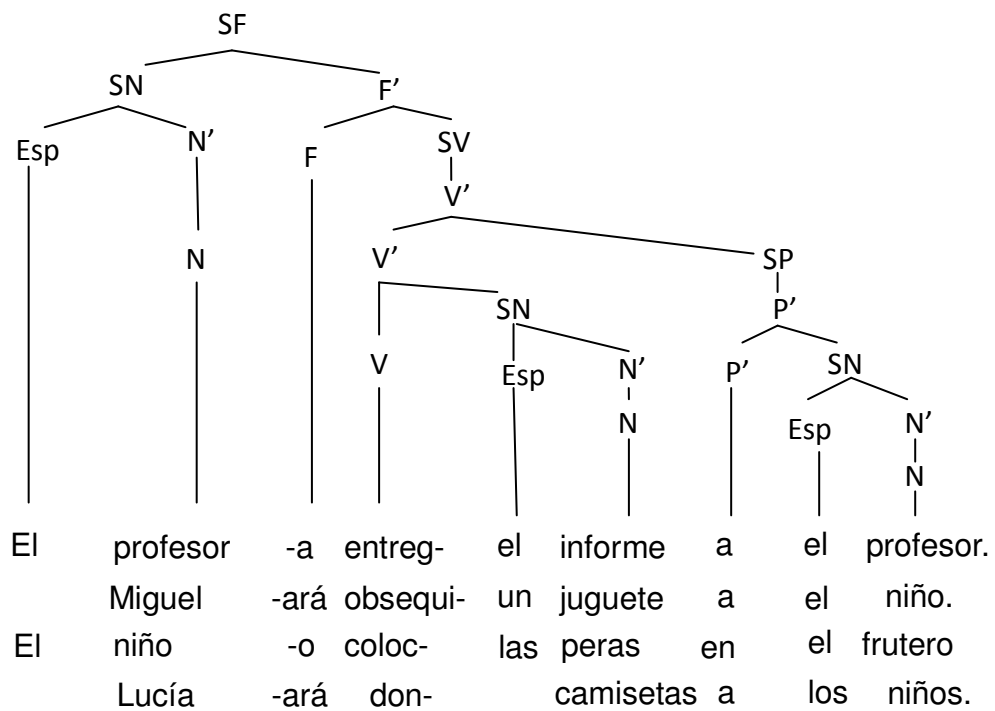 SF
SN F’
Esp N’ F SV
V’
N V’ SP
SN P’
V Esp N’ P’ SN
N Esp N’
N
El profesor -a entreg- el informe a el profesor.
Miguel -ará obsequi- un juguete a el niño.
El niño -o coloc- las peras en el frutero
Lucía -ará don- camisetas a los niños.